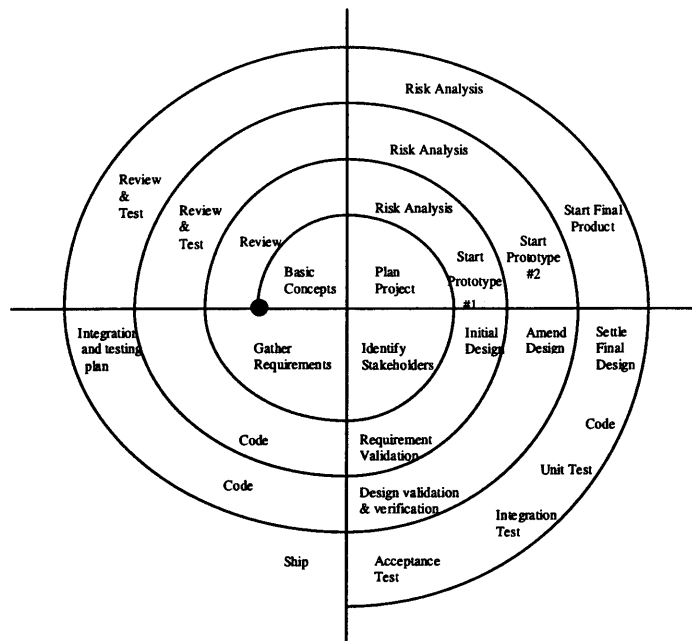 Risk Analysis
Risk Analysis
Review
&
Test
Review
&
Test
Risk Analysis
Start Final
Product
Review
Start
Prototype
#2
Start
Prototype
#1
Basic
Concepts
Plan
Project
Integration
and testing
plan
Gather
Requirements
Identify
Stakeholders
Initial
Design
Amend
Design
Settle
Final
Design
Code
Code
Requirement
Validation
Unit Test
Code
Design validation
& verification
Integration
Test
Ship
Acceptance
Test